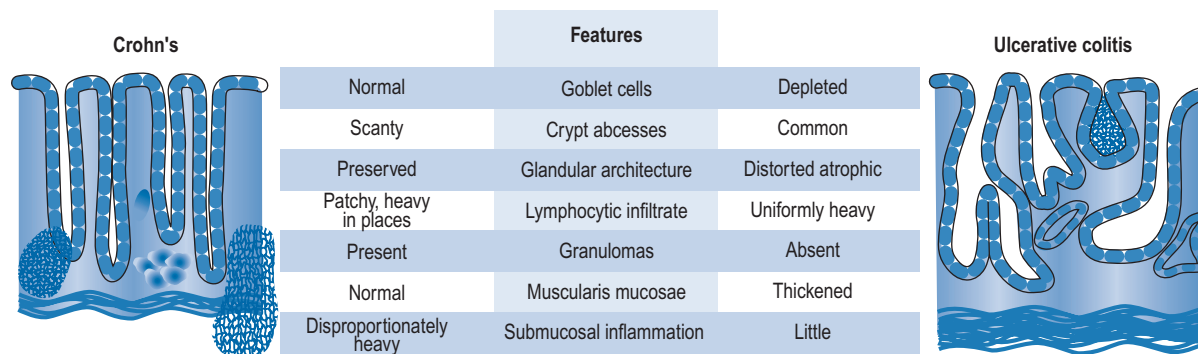 Crohn's
Features
Ulcerative colitis
Normal Goblet cells Depleted
Scanty Crypt abcesses Common
Preserved Glandular architecture Distorted atrophic
Patchy, heavy
in places Lymphocytic infiltrate Uniformly heavy
Present Granulomas Absent
Normal Muscularis mucosae Thickened
Disproportionately
heavy Submucosal inflammation Little